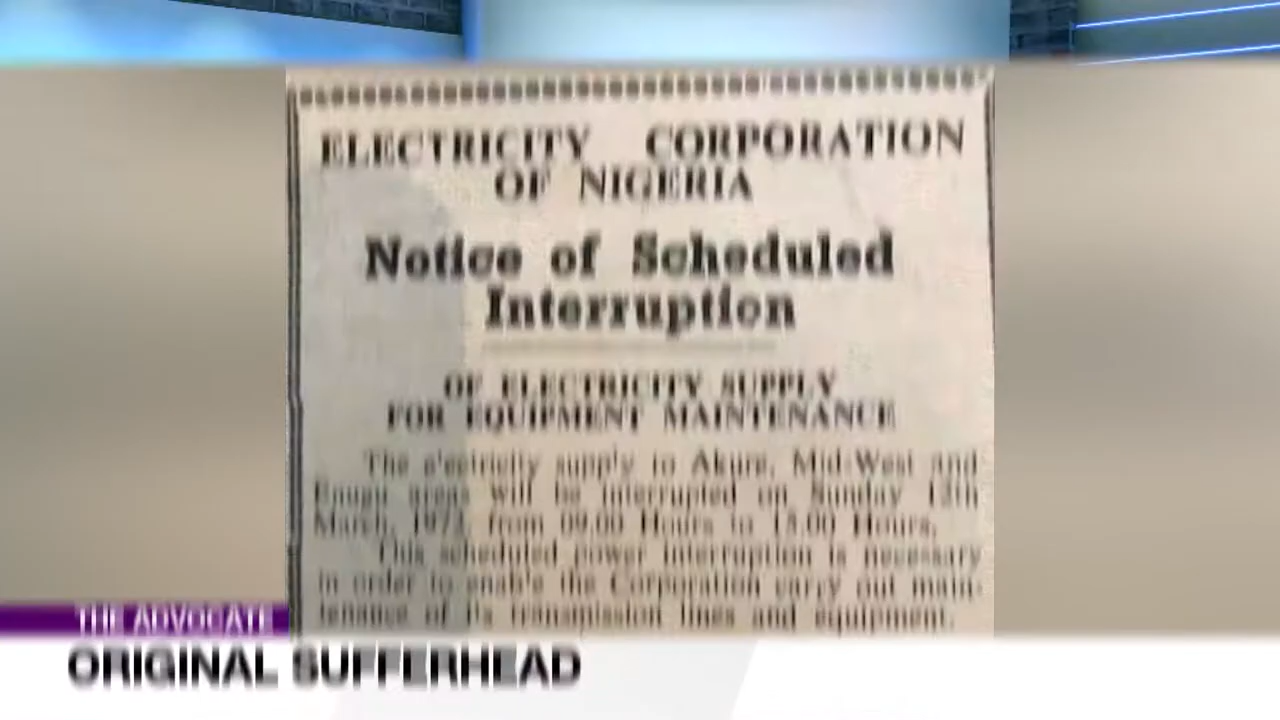 ELECTRICITY CORPORATION
OF NIGERIA
Notice of Scheduled
Interruption
OF ELECTRICITY SUPPLY
FOR EQUIPMENT MAINTENANCE
The electricity supply to Akure, Mid-West and
Enugu areas will be interrupted on Sunday 12th
March, 1972 from 09.00 Hours to Hours.
This scheduled power interruption is necessary
in order to enable the Corporation carry out main-
tenance of its transmission lines and equipment.
THE ADVOCATE
ORIGINAL SUFFERHEAD